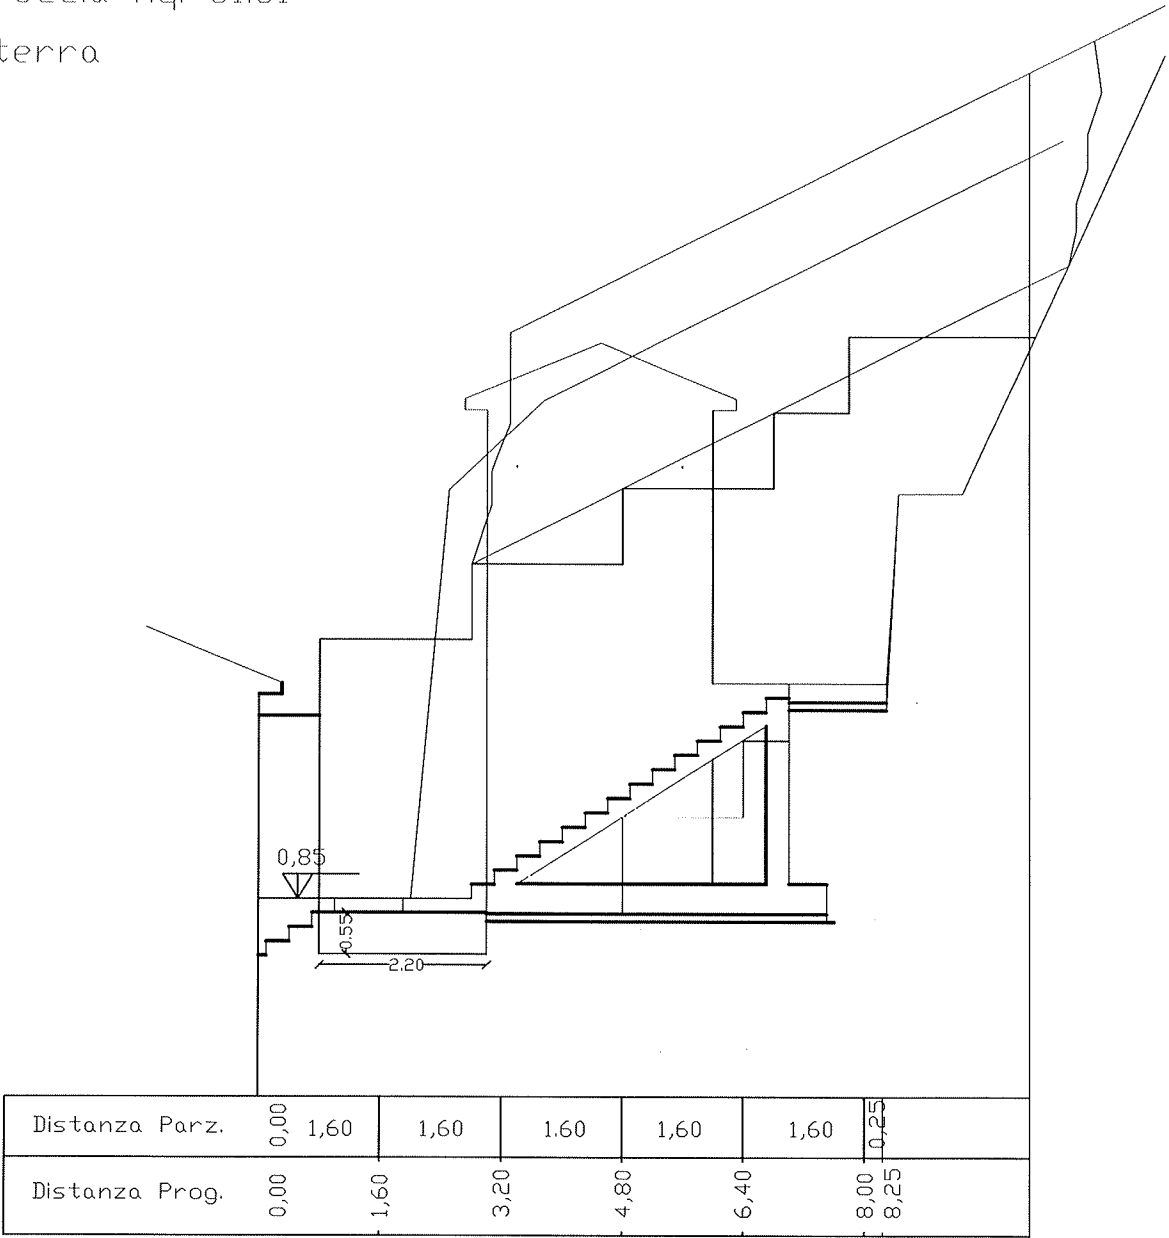 terra
0,85
0.55
2.20
Distanza Parz. 0,00 1,60 1,60 1.60 1,60 1,60 0,25
Distanza Prog. 0,00 1,60 3,20 4,80 6,40 8,00 8,25